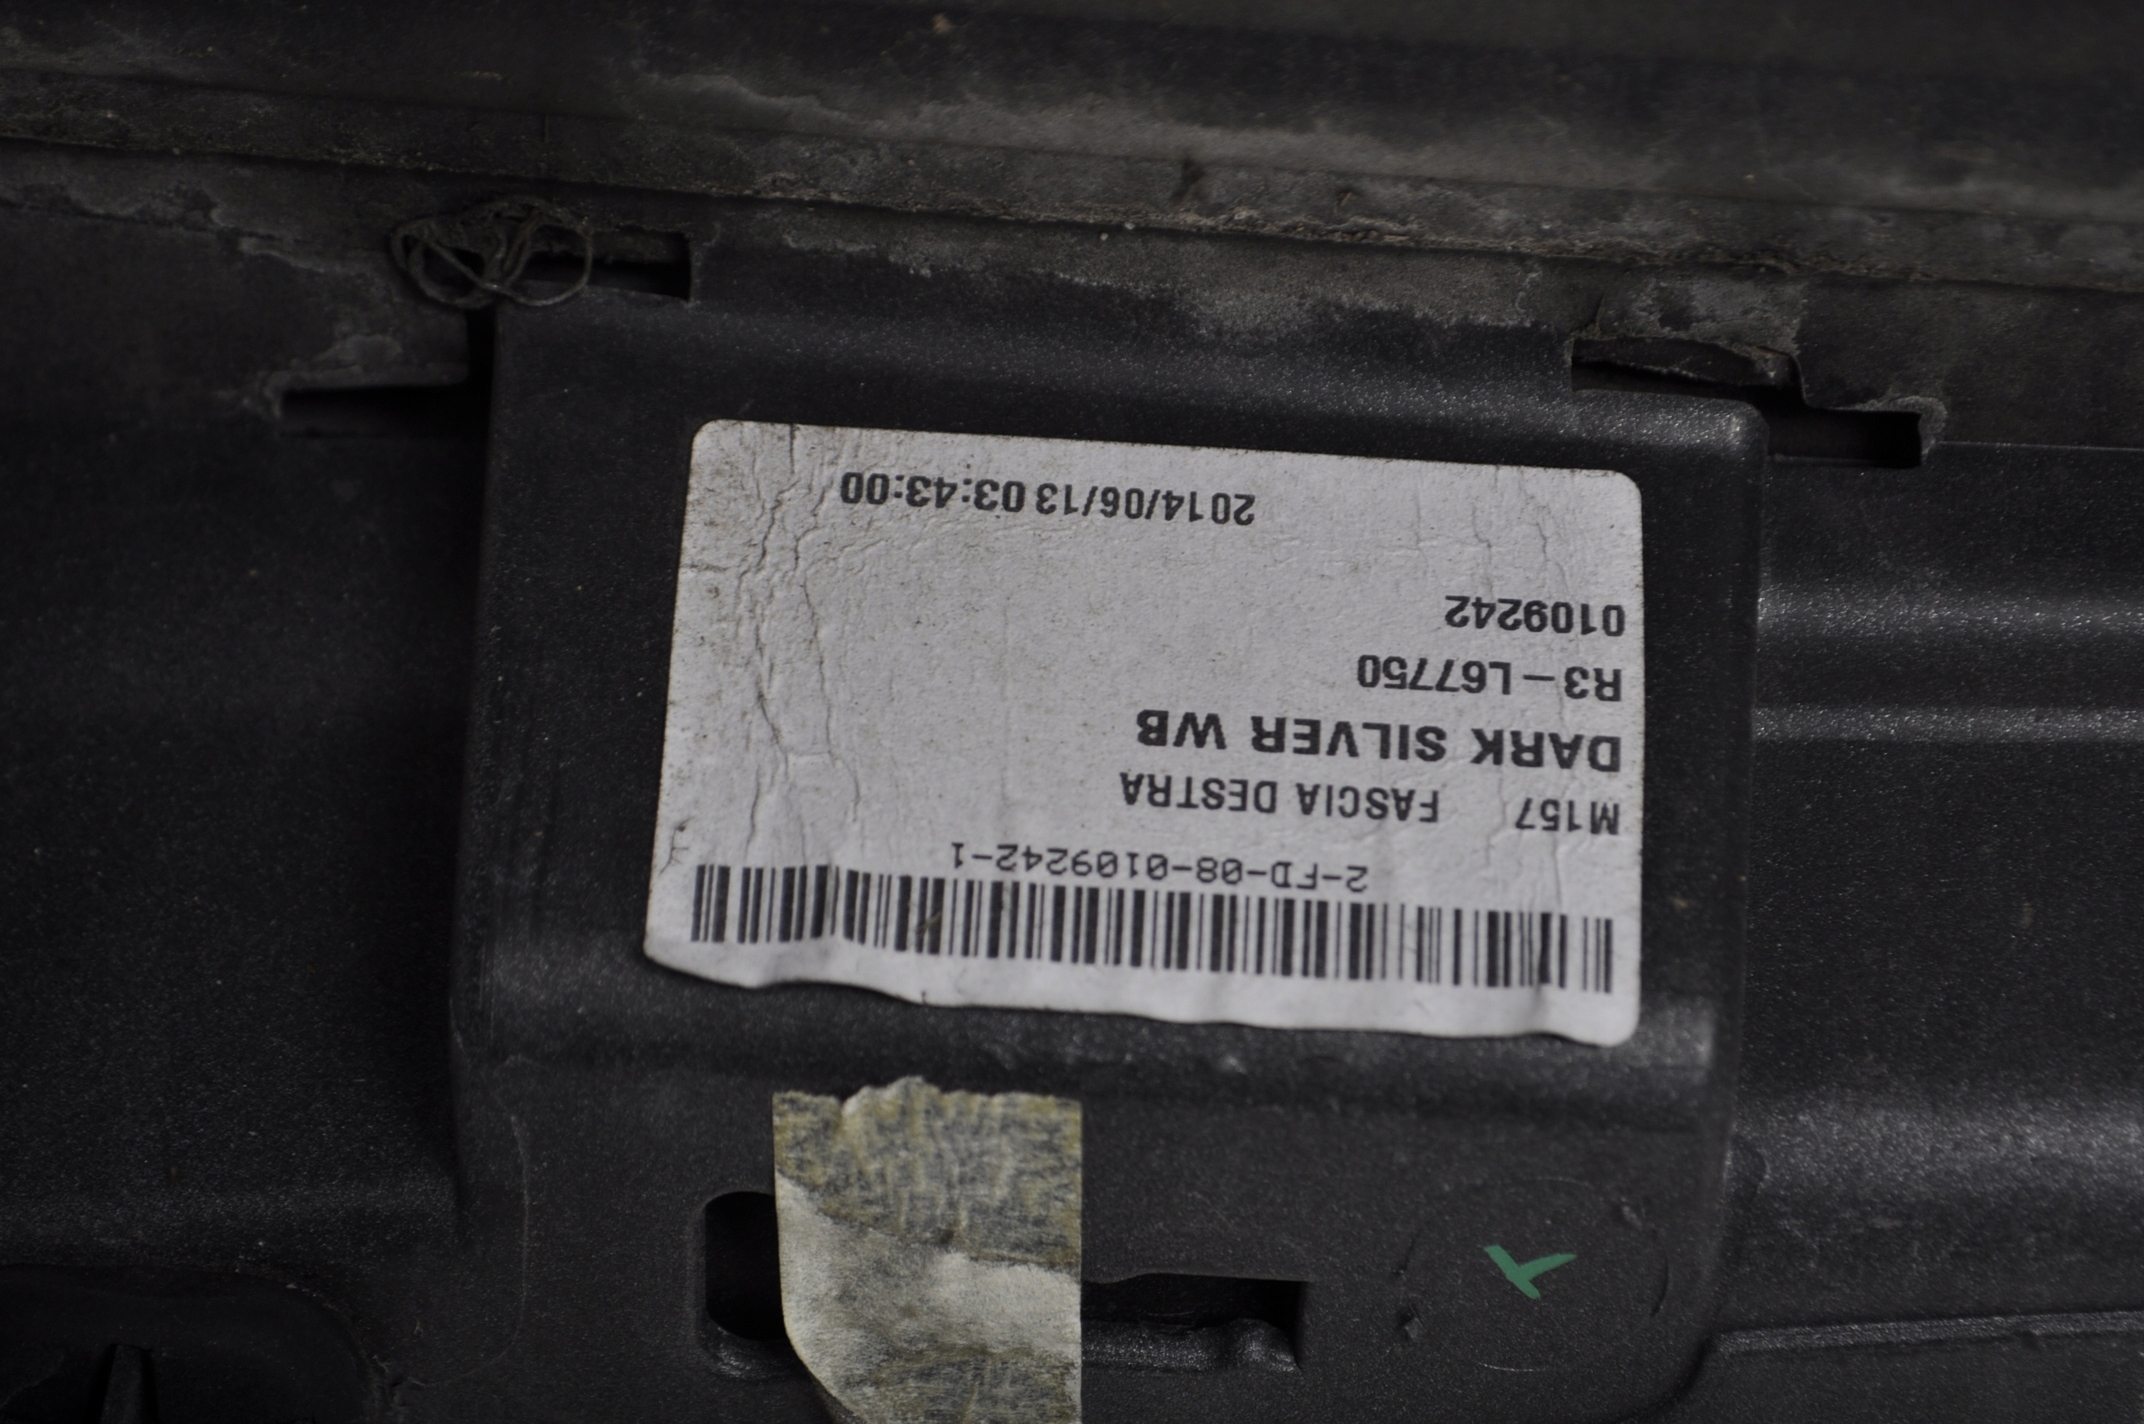 2-FD-08-0109242-1
M157 FASCIA DESTRA
DARK SILVER WB
R3-L67750
0109242
2014/06/13 03:43:00